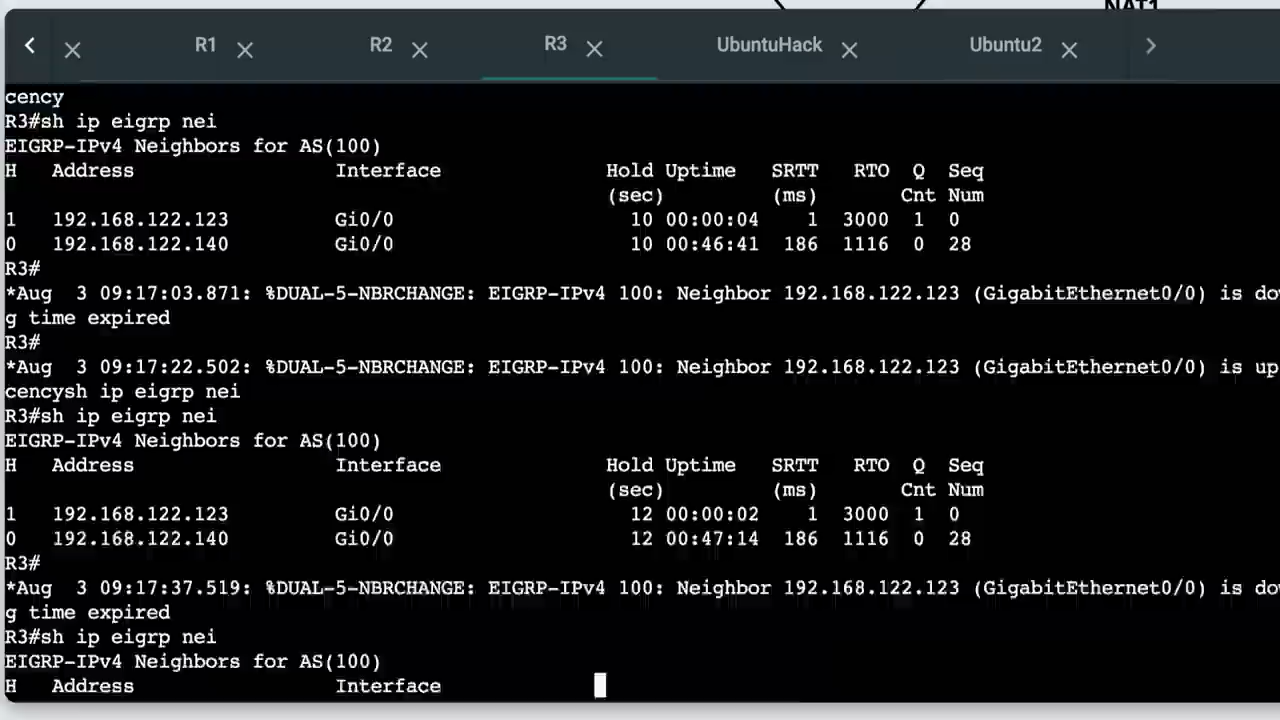 NAT1
R1 R2 R3 UbuntuHack Ubuntu2
cency
R3#sh ip eigrp nei
EIGRP-IPv4 Neighbors for AS(100)
H Address Interface Hold Uptime SRTT RTO Q Seq
(sec) (ms) Cnt Num
1 192.168.122.123 Gi0/0 10 00:00:04 1 3000 1 0
0 192.168.122.140 Gi0/0 10 00:46:41 186 1116 0 28
R3#
*Aug 3 09:17:03.871: %DUAL-5-NBRCHANGE: EIGRP-IPv4 100: Neighbor 192.168.122.123 (GigabitEthernet0/0) is do
g time expired
R3#
*Aug 3 09:17:22.502: %DUAL-5-NBRCHANGE: EIGRP-IPv4 100: Neighbor 192.168.122.123 (GigabitEthernet0/0) is up
cencysh ip eigrp nei
R3#sh ip eigrp nei
EIGRP-IPv4 Neighbors for AS(100)
H Address Interface Hold Uptime SRTT RTO Q Seq
(sec) (ms) Cnt Num
1 192.168.122.123 Gi0/0 12 00:00:02 1 3000 1 0
0 192.168.122.140 Gi0/0 12 00:47:14 186 1116 0 28
R3#
*Aug 3 09:17:37.519: %DUAL-5-NBRCHANGE: EIGRP-IPv4 100: Neighbor 192.168.122.123 (GigabitEthernet0/0) is do
g time expired
R3#sh ip eigrp nei
EIGRP-IPv4 Neighbors for AS(100)
H Address Interface